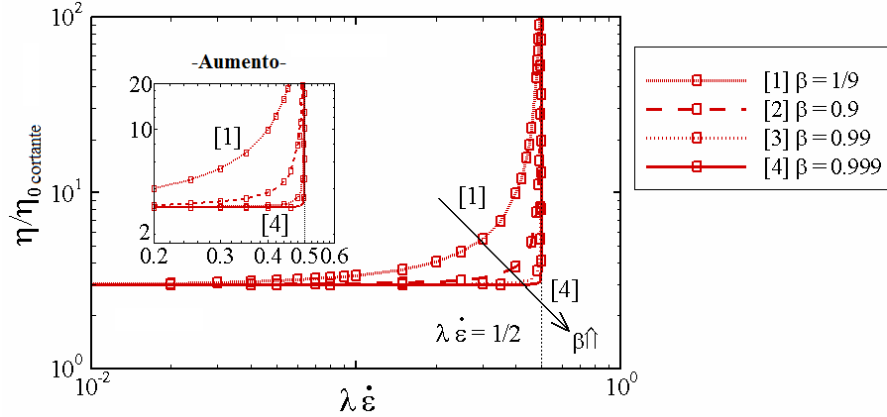 10²
-Aumento-
20
10
2
[1]
[4]
0.2 0.3 0.4 0.5 0.6
η/η₀ cortante
10¹
10⁰
[1]
[4]
λ ε̇ = 1/2
β⇑
10⁻² 10⁻¹ 10⁰
λ ε̇
[1] β = 1/9
[2] β = 0.9
[3] β = 0.99
[4] β = 0.999